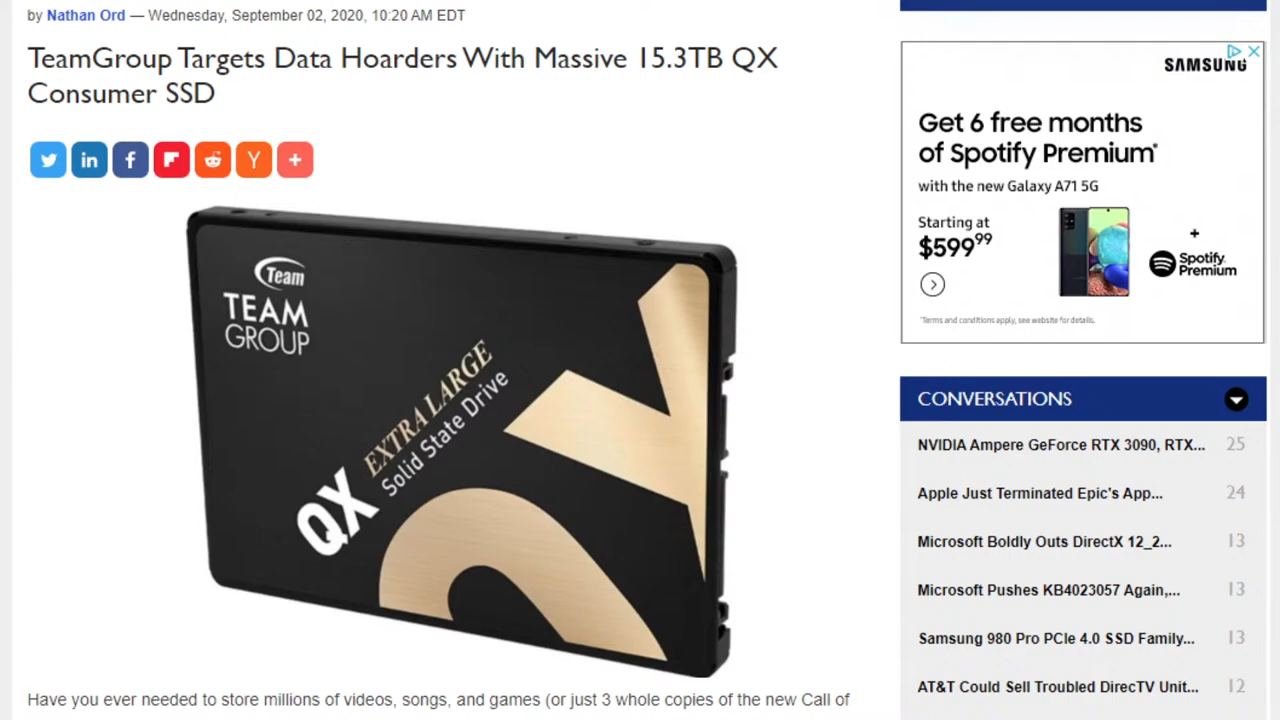 by Nathan Ord — Wednesday, September 02, 2020, 10:20 AM EDT
TeamGroup Targets Data Hoarders With Massive 15.3TB QX
Consumer SSD
in
f
Y
+
Team
TEAM
GROUP
EXTRA LARGE
Solid State Drive
QX
Have you ever needed to store millions of videos, songs, and games (or just 3 whole copies of the new Call of
SAMSUNG
Get 6 free months
of Spotify Premium*
with the new Galaxy A71 5G
Starting at
$599.99
+
Spotify
Premium
*Terms and conditions apply, see website for details.
CONVERSATIONS
NVIDIA Ampere GeForce RTX 3090, RTX... 25
Apple Just Terminated Epic's App... 24
Microsoft Boldly Outs DirectX 12_2... 13
Microsoft Pushes KB4023057 Again,... 13
Samsung 980 Pro PCIe 4.0 SSD Family... 13
AT&T Could Sell Troubled DirecTV Unit... 12